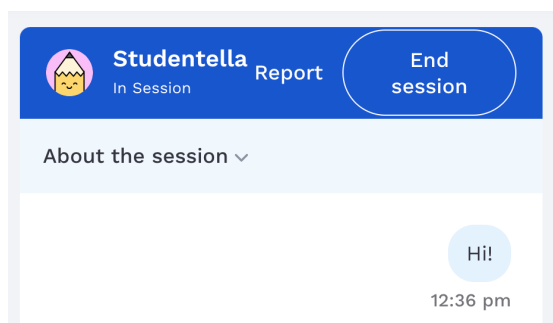 Studentella
In Session
Report
End
session
About the session
Hi!
12:36 pm